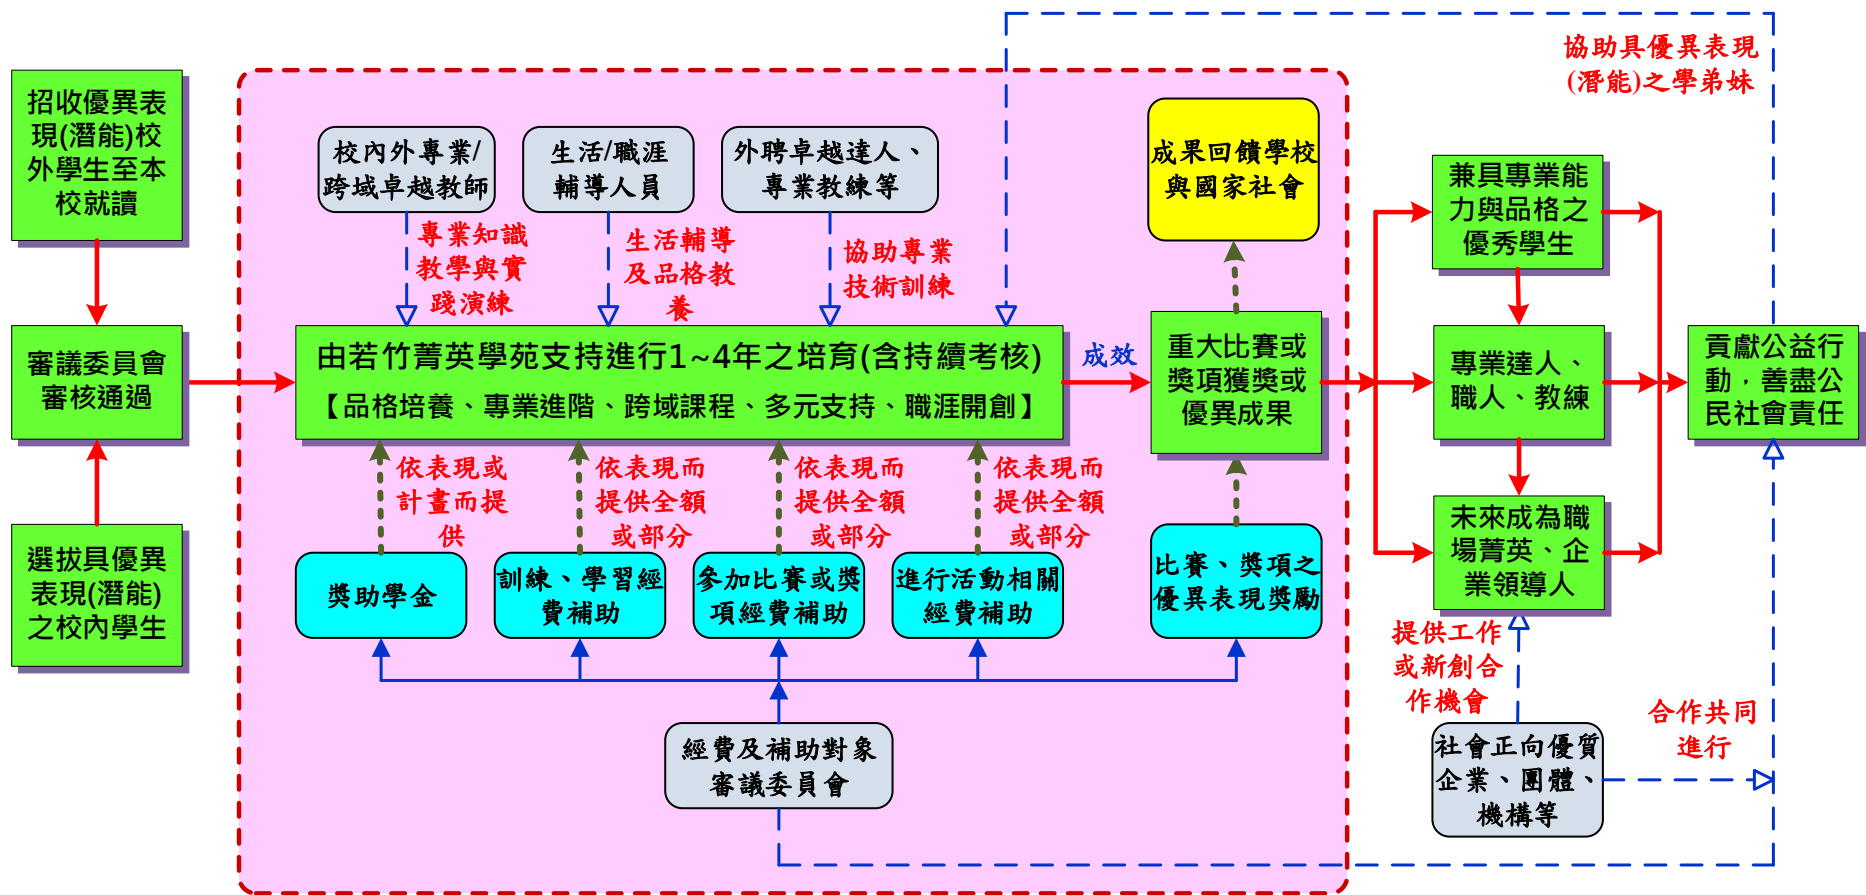 招收優異表
現(潛能)校
外學生至本
校就讀
審議委員會
審核通過
選拔具優異
表現(潛能)
之校內學生
校內外專業/
跨域卓越教師
生活/職涯
輔導人員
外聘卓越達人、
專業教練等
成果回饋學校
與國家社會
專業知識
教學與實
踐演練
生活輔導
及品格教
養
協助專業
技術訓練
由若竹菁英學苑支持進行1~4年之培育(含持續考核)
【品格培養、專業進階、跨域課程、多元支持、職涯開創】
成效
重大比賽或
獎項獲獎或
優異成果
依表現或
計畫而提
供
依表現而
提供全額
或部分
依表現而
提供全額
或部分
依表現而
提供全額
或部分
獎助學金
訓練、學習經
費補助
參加比賽或獎
項經費補助
進行活動相關
經費補助
比賽、獎項之
優異表現獎勵
經費及補助對象
審議委員會
協助具優異表現
(潛能)之學弟妹
兼具專業能
力與品格之
優秀學生
專業達人、
職人、教練
未來成為職
場菁英、企
業領導人
貢獻公益行
動，善盡公
民社會責任
提供工作
或新創合
作機會
合作共同
進行
社會正向優質
企業、團體、
機構等